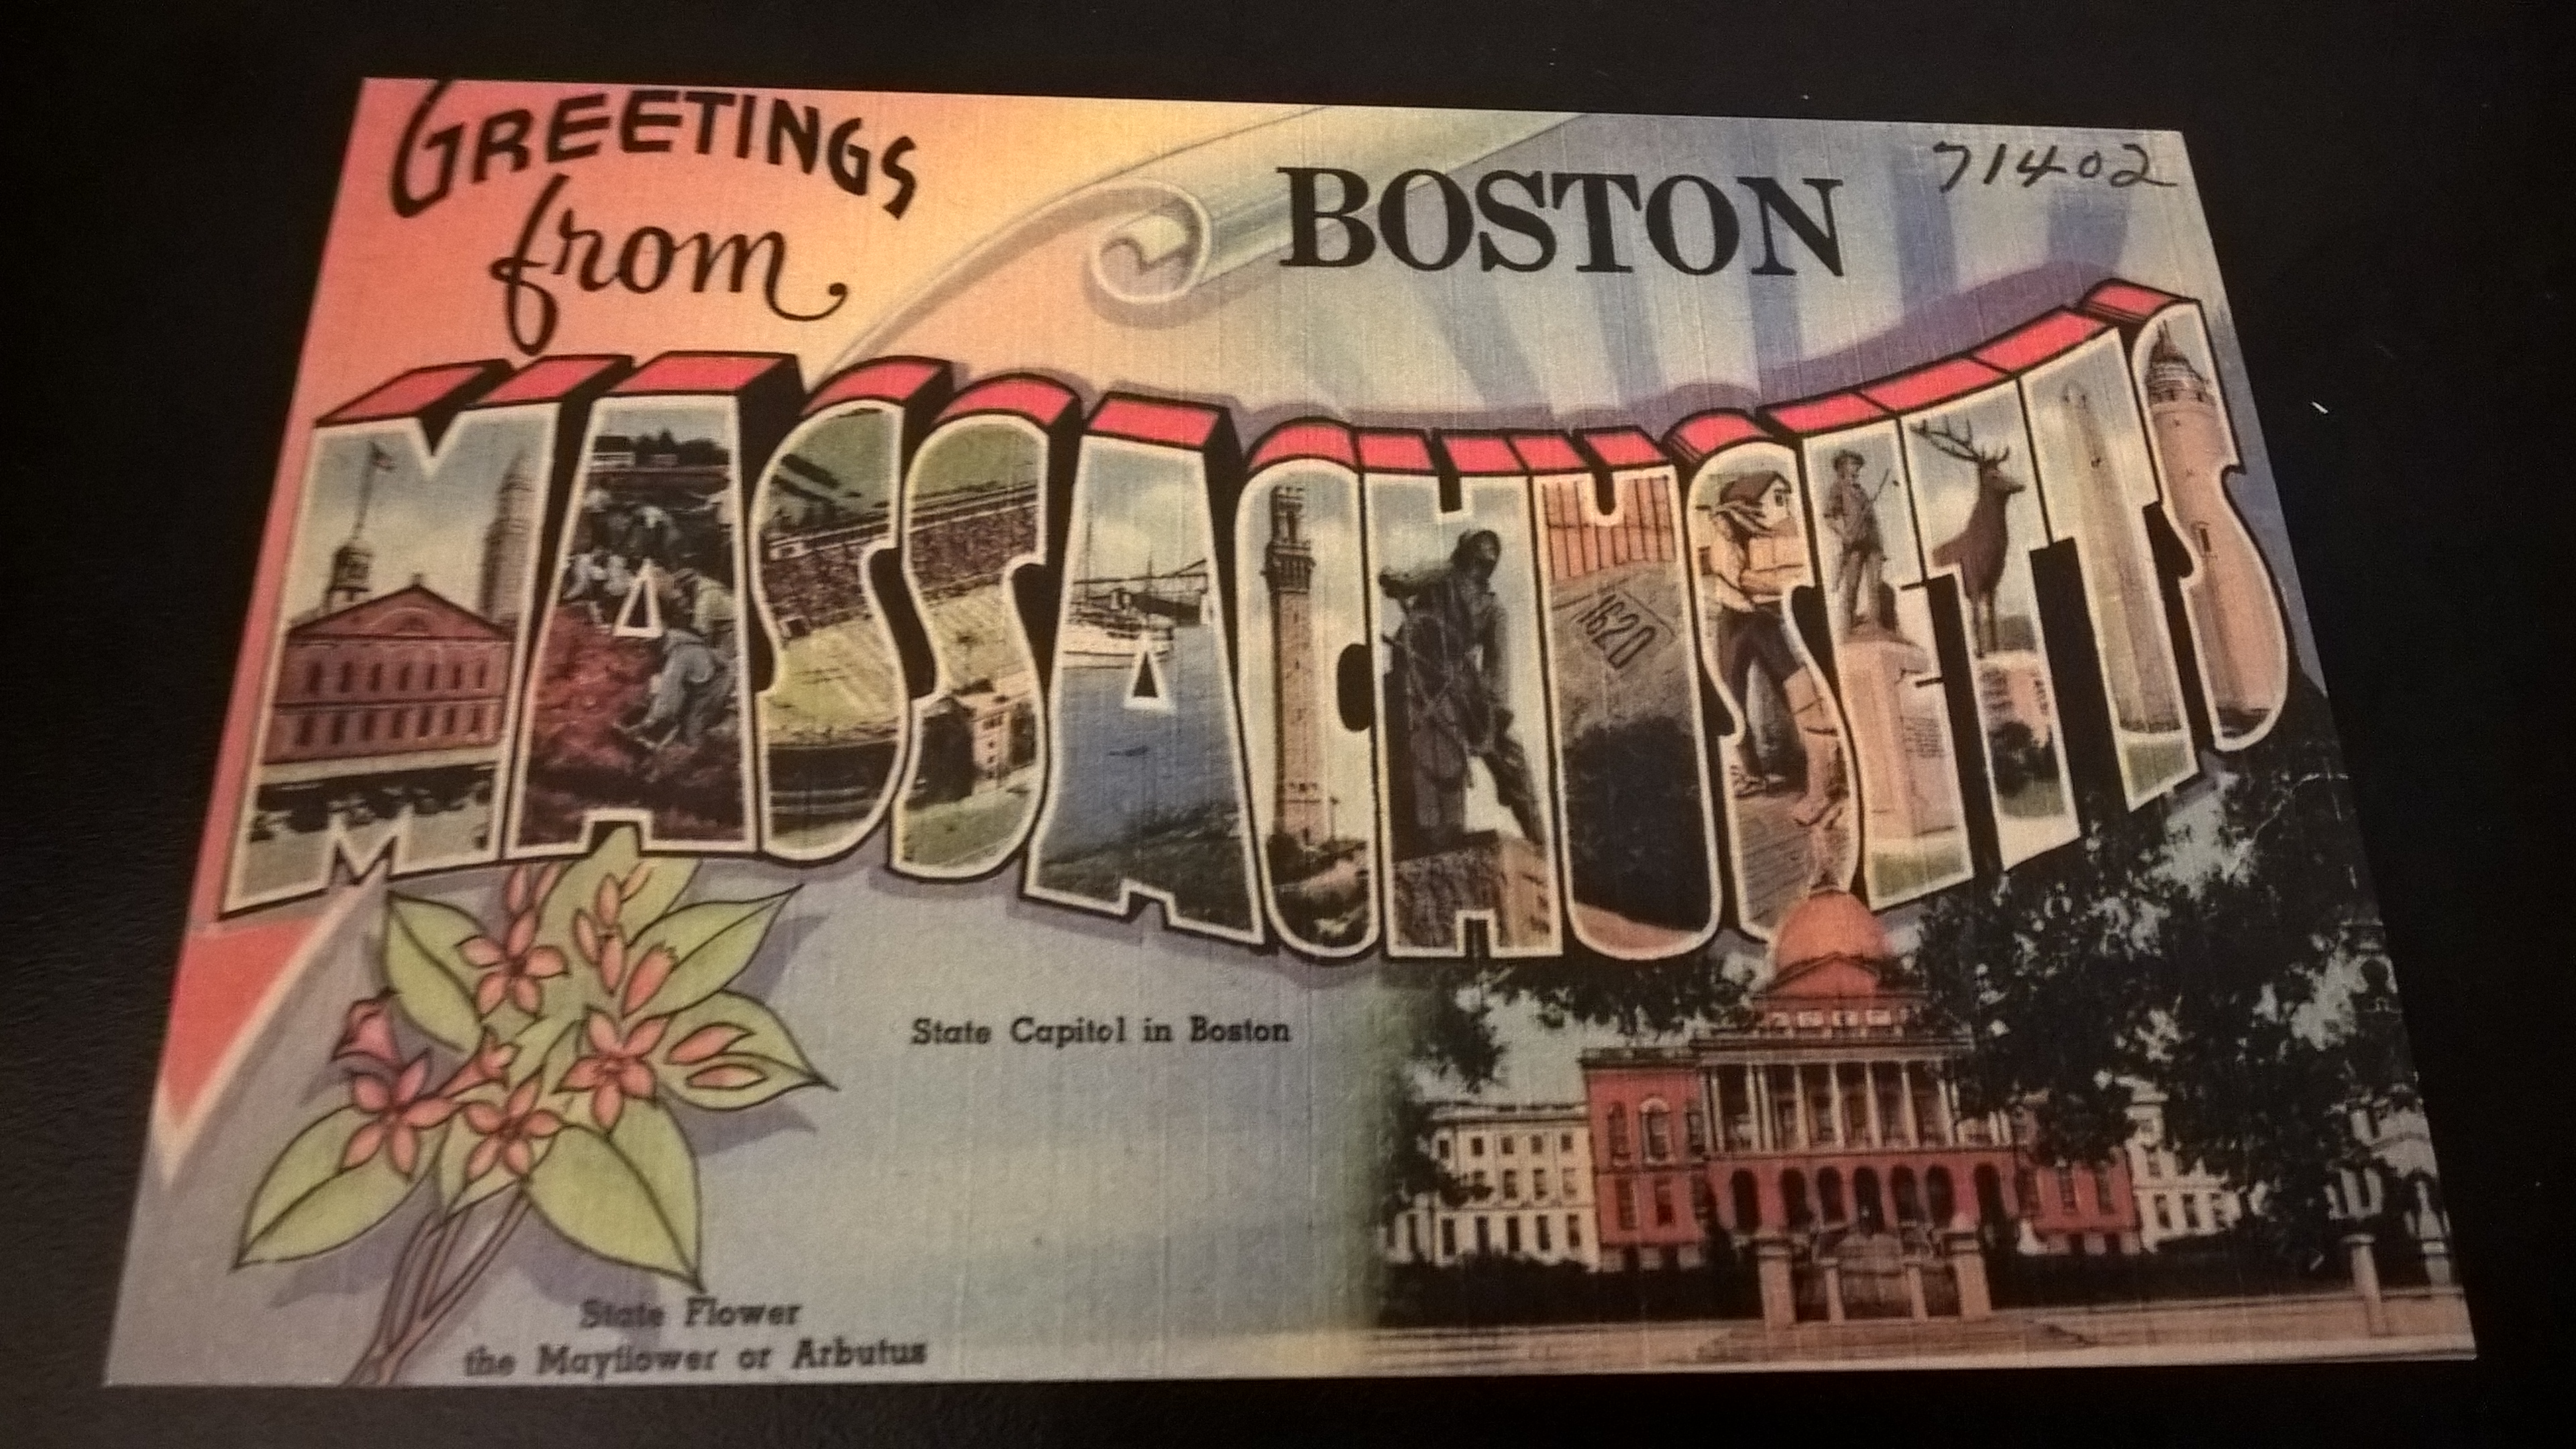 GREETINGS
from
BOSTON
71402
MASSACHUSETTS
1620
State Capitol in Boston
State Flower
the Mayflower or Arbutus